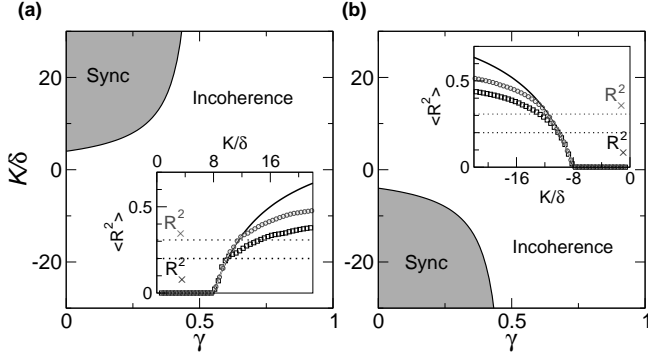 (a)
20
0
-20
K/δ
Sync
Incoherence
K/δ
0
8
16
0.5
0
<R²>
R²×
R²×
0
0.5
1
γ
(b)
20
0
-20
Sync
Incoherence
0.5
0
<R²>
R²×
R²×
-16
-8
0
K/δ
0
0.5
1
γ